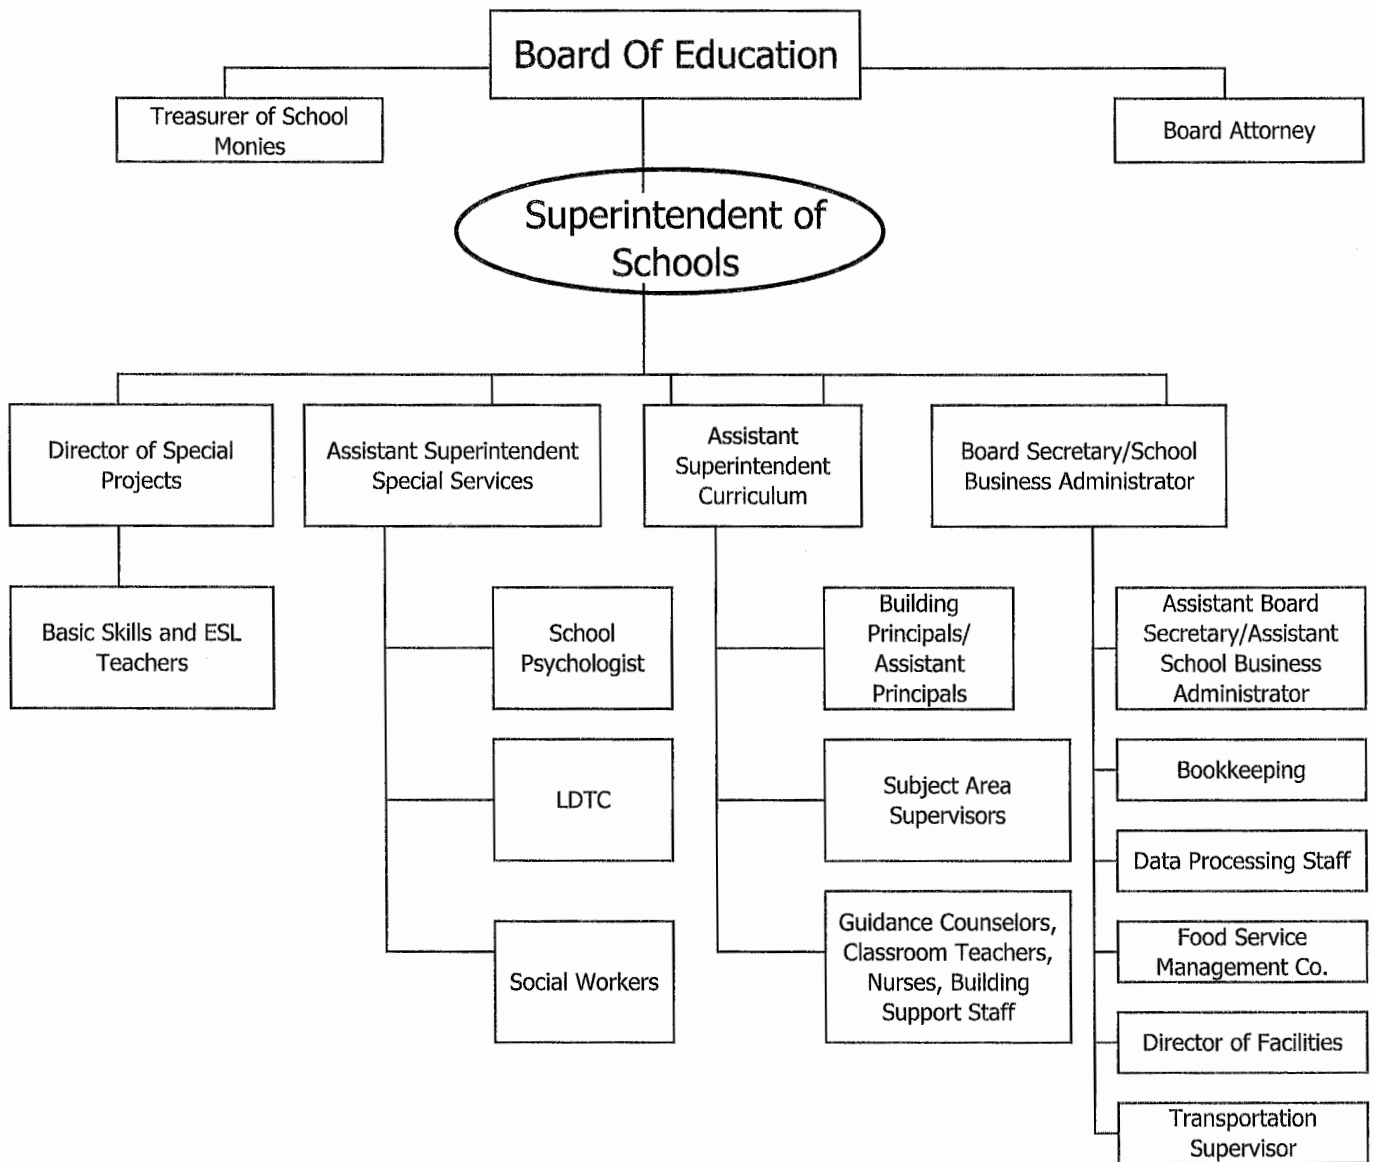 Board Of Education
Treasurer of School
Monies
Board Attorney
Superintendent of
Schools
Director of Special
Projects
Assistant Superintendent
Special Services
Assistant
Superintendent
Curriculum
Board Secretary/School
Business Administrator
Basic Skills and ESL
Teachers
School
Psychologist
LDTC
Social Workers
Building
Principals/
Assistant
Principals
Subject Area
Supervisors
Guidance Counselors,
Classroom Teachers,
Nurses, Building
Support Staff
Assistant Board
Secretary/Assistant
School Business
Administrator
Bookkeeping
Data Processing Staff
Food Service
Management Co.
Director of Facilities
Transportation
Supervisor